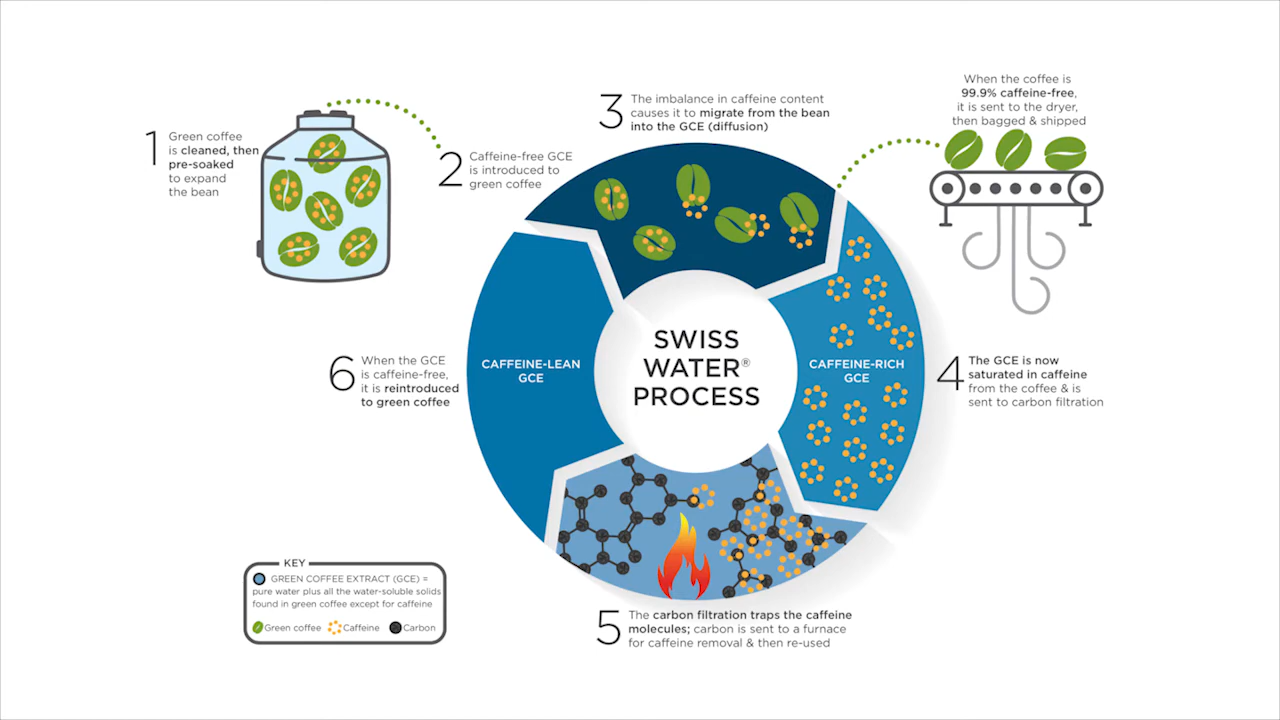 1
Green coffee
is cleaned, then
pre-soaked
to expand
the bean
2
Caffeine-free GCE
is introduced to
green coffee
3
The imbalance in caffeine content
causes it to migrate from the bean
into the GCE (diffusion)
When the coffee is
99.9% caffeine-free,
it is sent to the dryer,
then bagged & shipped
SWISS
WATER®
PROCESS
CAFFEINE-RICH
GCE
4
The GCE is now
saturated in caffeine
from the coffee & is
sent to carbon filtration
5
The carbon filtration traps the caffeine
molecules; carbon is sent to a furnace
for caffeine removal & then re-used
6
When the GCE
is caffeine-free,
it is reintroduced
to green coffee
CAFFEINE-LEAN
GCE
KEY
GREEN COFFEE EXTRACT (GCE) =
pure water plus all the water-soluble solids
found in green coffee except for caffeine
Green coffee Caffeine Carbon